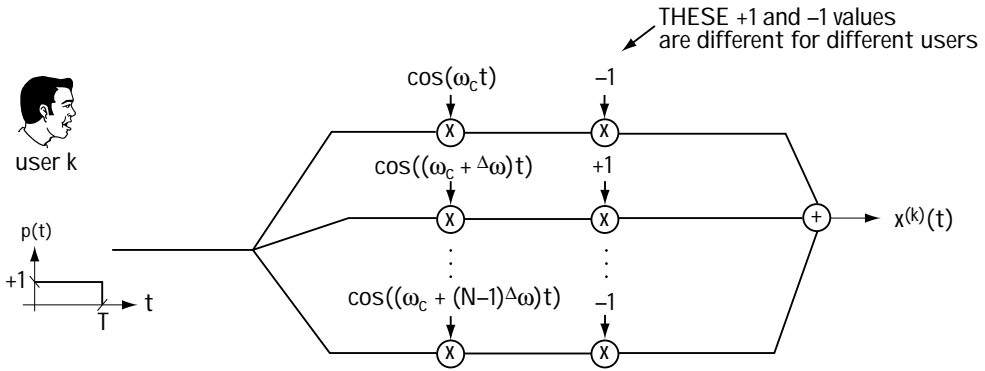 THESE +1 and –1 values
are different for different users
cos(ω_c t)
–1
user k
cos((ω_c + Δω)t)
+1
x^(k)(t)
+
p(t)
+1
T
t
cos((ω_c + (N–1)Δω)t)
–1
X
X
X
X
X
X